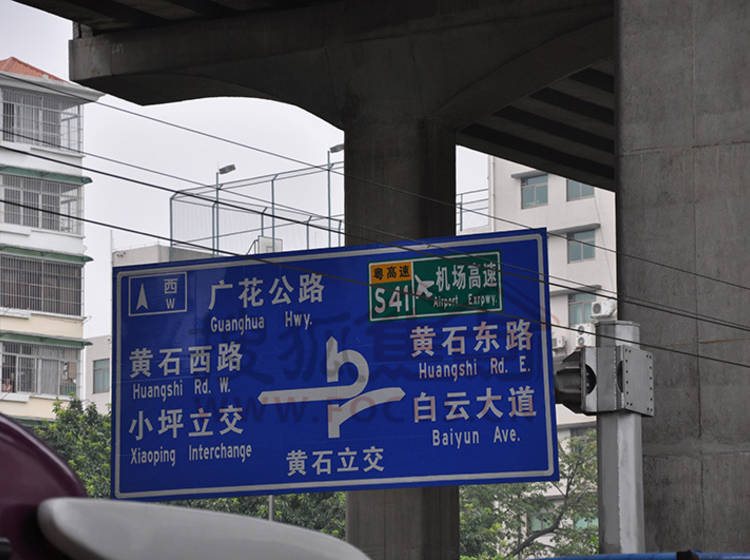 西
W
广花公路
Guanghua Hwy.
粤高速
S41
机场高速
Airport Exrpwy.
黄石西路
Huangshi Rd. W.
黄石东路
Huangshi Rd. E.
小坪立交
Xiaoping Interchange
白云大道
Baiyun Ave.
黄石立交